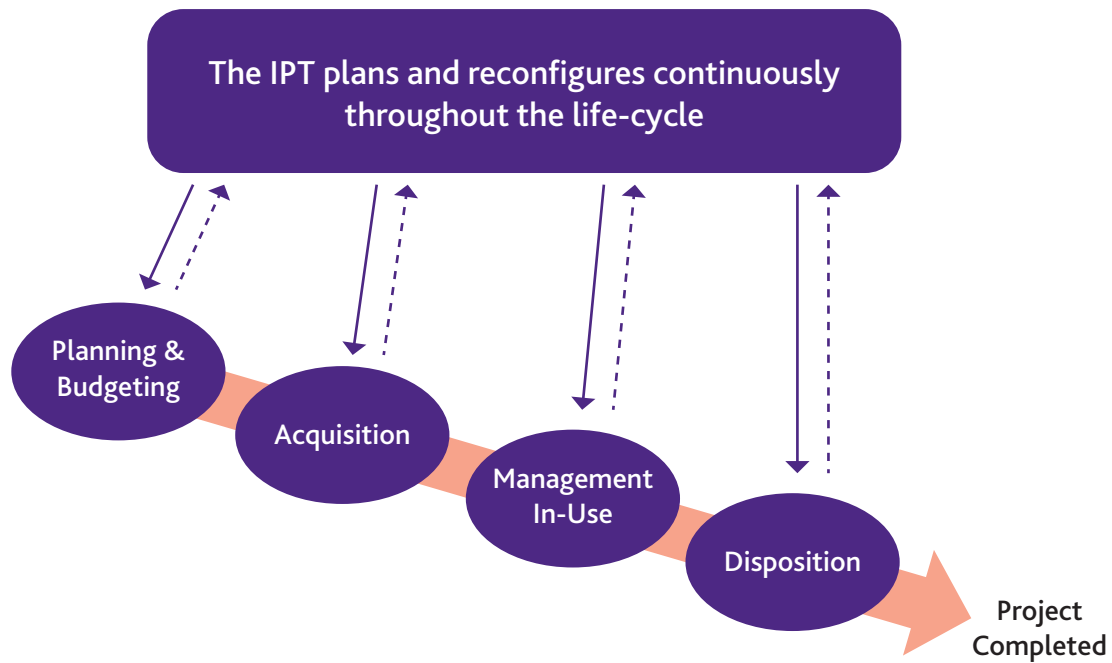 The IPT plans and reconfigures continuously
throughout the life-cycle
Planning &
Budgeting
Acquisition
Management
In-Use
Disposition
Project
Completed